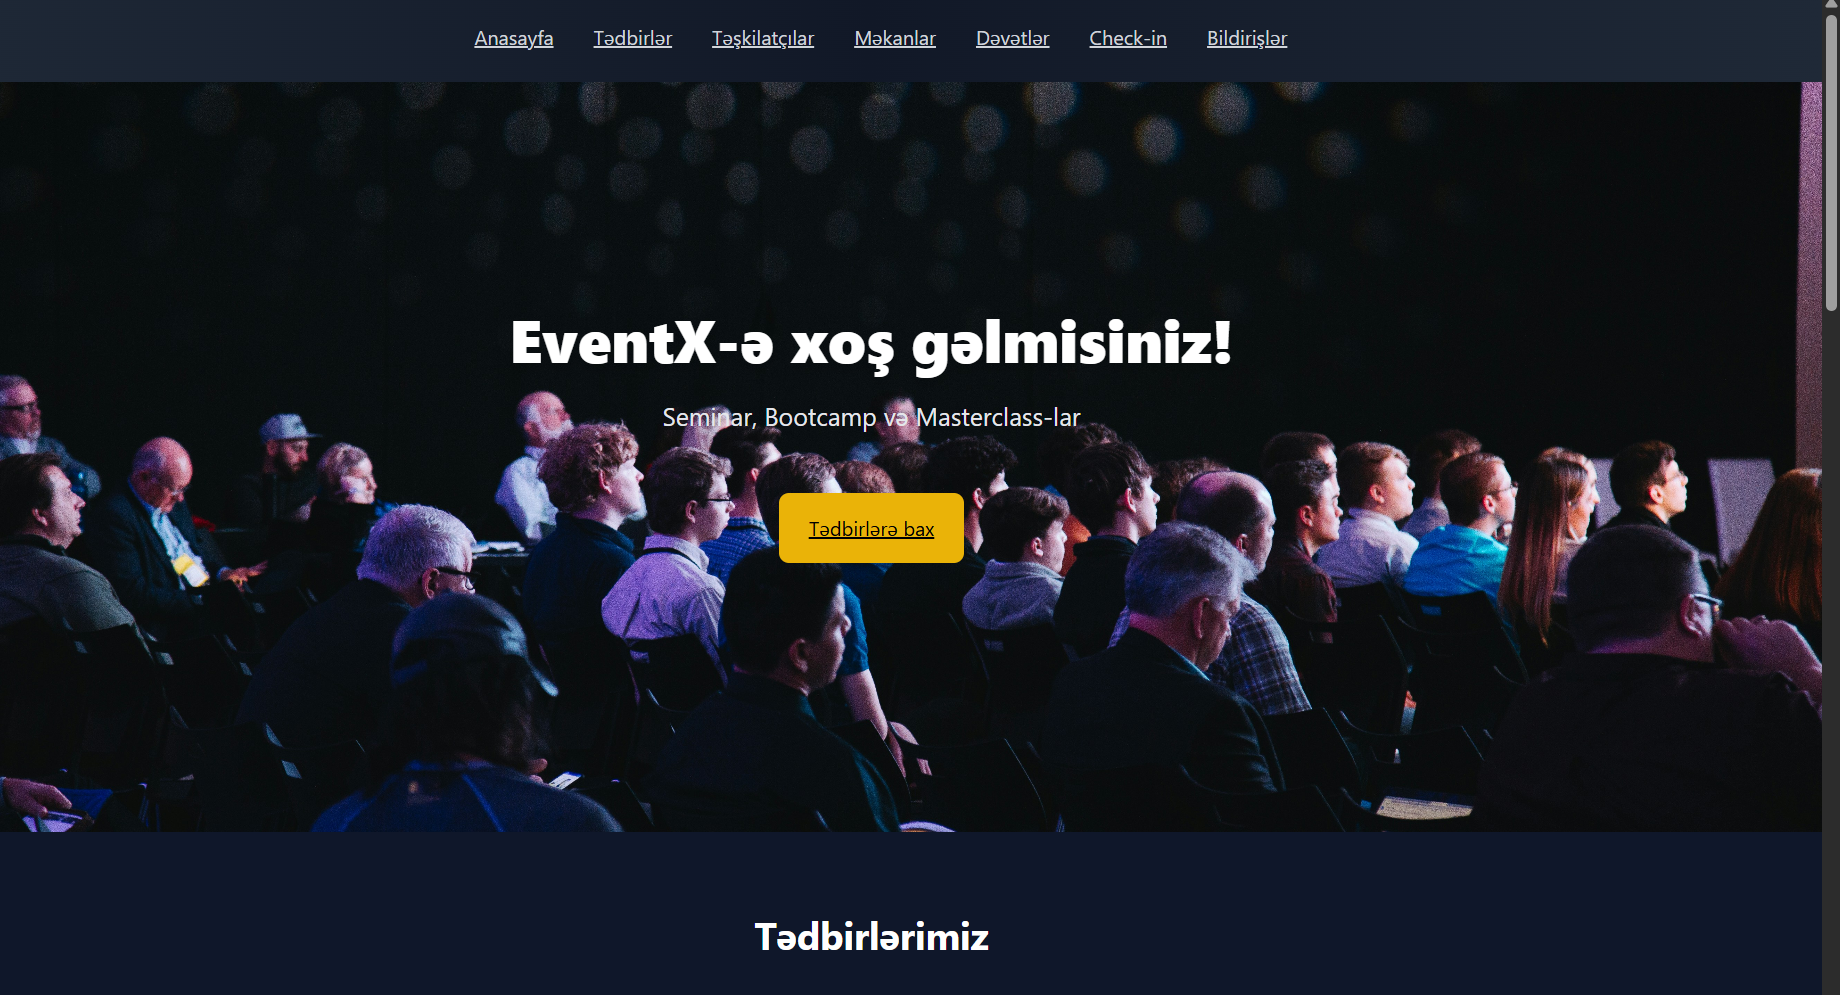 Anasayfa Tədbirlər Təşkilatçılar Məkanlar Dəvətlər Check-in Bildirişlər
EventX-ə xoş gəlmisiniz!
Seminar, Bootcamp və Masterclass-lar
Tədbirlərə bax
Tədbirlərimiz